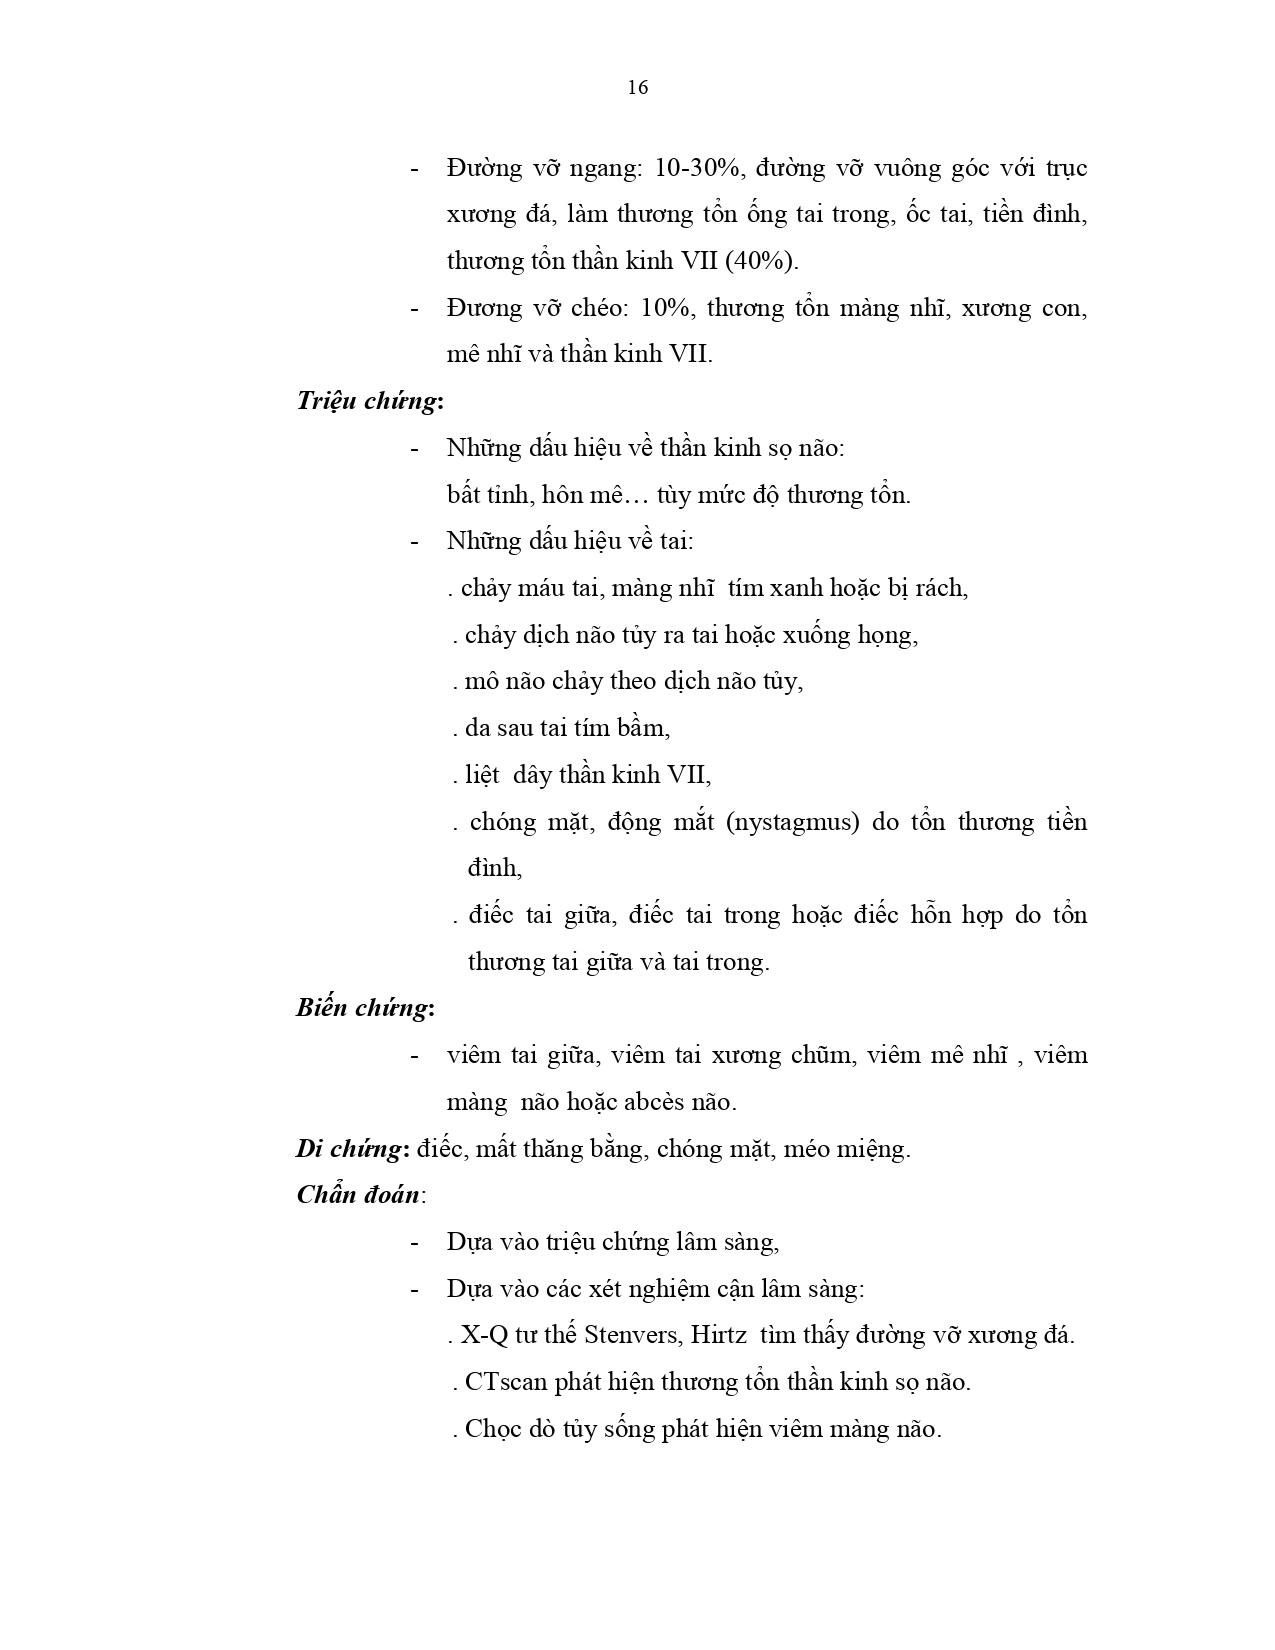 16
- Đường vỡ ngang: 10-30%, đường vỡ vuông góc với trục
xương đá, làm thương tổn ống tai trong, ốc tai, tiền đình,
thương tổn thần kinh VII (40%).
- Đương vỡ chéo: 10%, thương tổn màng nhĩ, xương con,
mê nhĩ và thần kinh VII.
Triệu chứng:
- Những dấu hiệu về thần kinh sọ não:
bất tỉnh, hôn mê… tùy mức độ thương tổn.
- Những dấu hiệu về tai:
. chảy máu tai, màng nhĩ  tím xanh hoặc bị rách,
. chảy dịch não tủy ra tai hoặc xuống họng,
. mô não chảy theo dịch não tủy,
. da sau tai tím bầm,
. liệt  dây thần kinh VII,
. chóng mặt, động mắt (nystagmus) do tổn thương tiền
đình,
. điếc tai giữa, điếc tai trong hoặc điếc hỗn hợp do tổn
thương tai giữa và tai trong.
Biến chứng:
- viêm tai giữa, viêm tai xương chũm, viêm mê nhĩ , viêm
màng  não hoặc abcès não.
Di chứng: điếc, mất thăng bằng, chóng mặt, méo miệng.
Chẩn đoán:
- Dựa vào triệu chứng lâm sàng,
- Dựa vào các xét nghiệm cận lâm sàng:
. X-Q tư thế Stenvers, Hirtz  tìm thấy đường vỡ xương đá.
. CTscan phát hiện thương tổn thần kinh sọ não.
. Chọc dò tủy sống phát hiện viêm màng não.